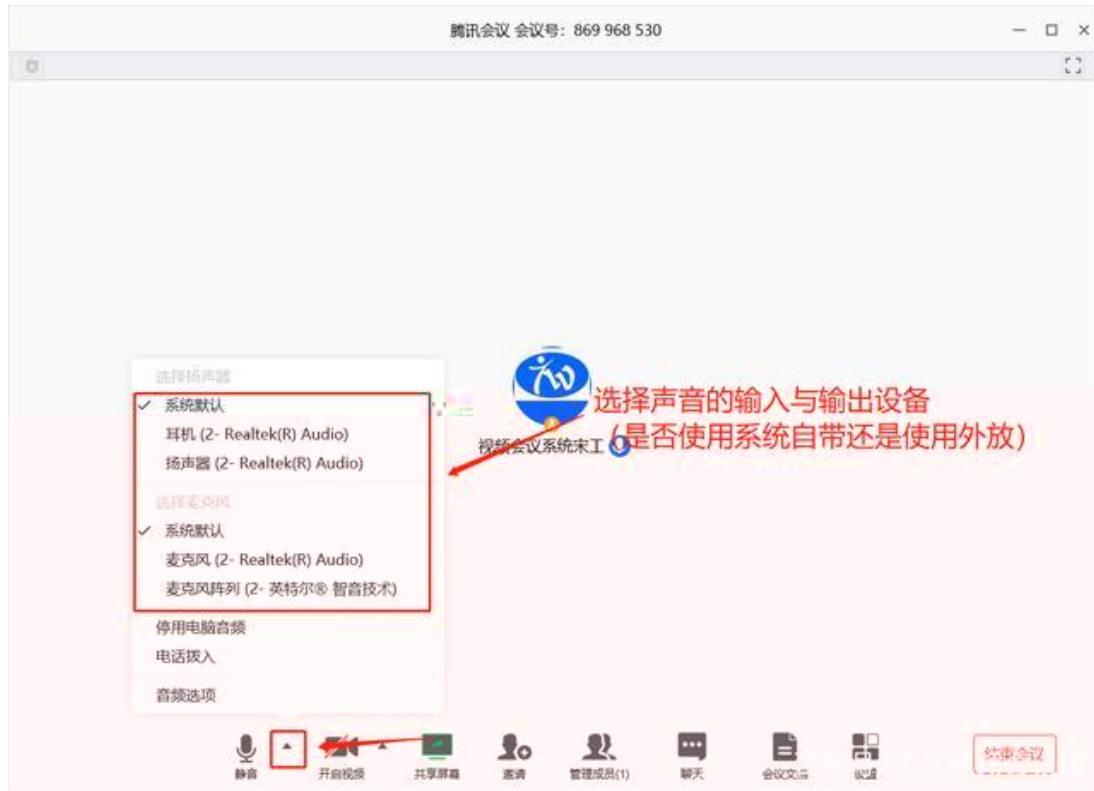 腾讯会议 会议号：869 968 530
选择扬声器
系统默认
耳机 (2- Realtek(R) Audio)
扬声器 (2- Realtek(R) Audio)
选择麦克风
系统默认
麦克风 (2- Realtek(R) Audio)
麦克风阵列 (2- 英特尔® 智音技术)
停用电脑音频
电话拨入
音频选项
选择声音的输入与输出设备
（是否使用系统自带还是使用外放）
视频会议系统宋工
静音
开启视频
共享屏幕
邀请
管理成员(1)
聊天
会议文档
结束会议